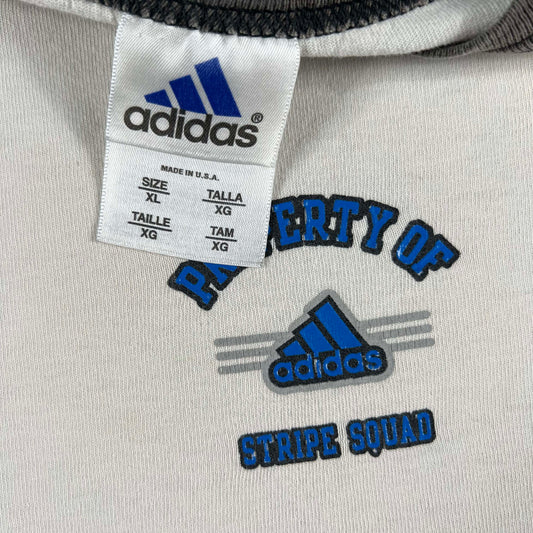 adidas®
MADE IN U.S.A.
SIZE TALLA
XL XG
TAILLE TAM
XG XG
PROPERTY OF
adidas
STRIPE SQUAD